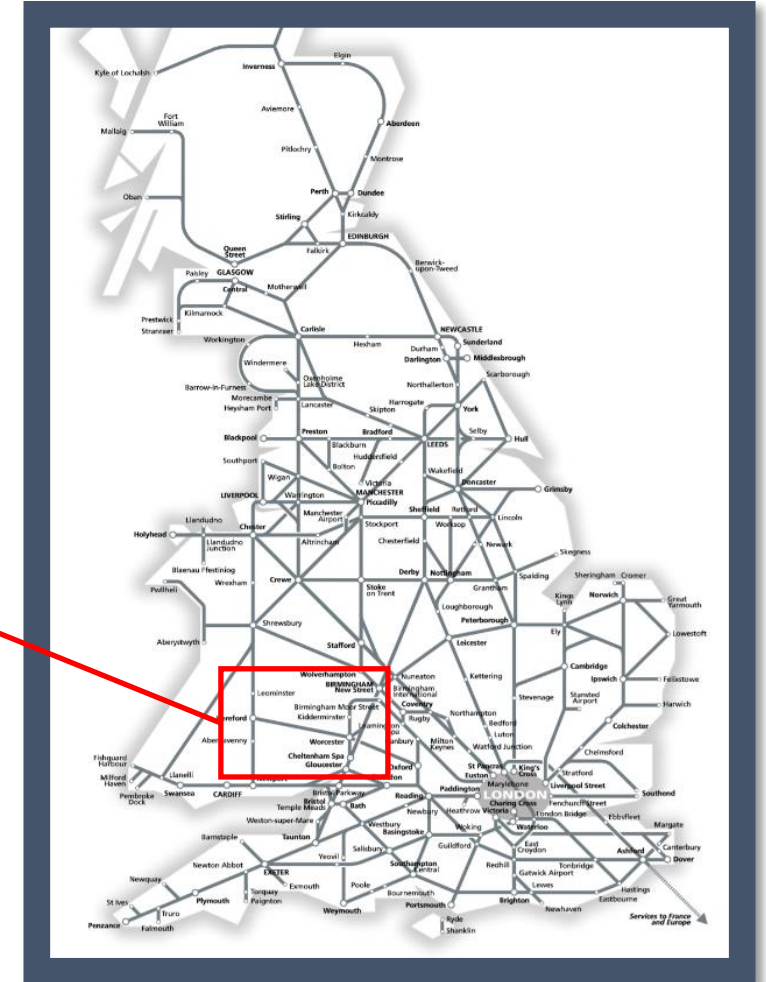 Elgin
Inverness
Kyle of Lochalsh
Aviemore
Fort
William
Aberdeen
Mallaig
Pitlochry
Montrose
Perth
Dundee
Oban
Stirling
Kirkcaldy
EDINBURGH
Queen
Street
Falkirk
Berwick-
upon-Tweed
Paisley
GLASGOW
Central
Motherwell
Kilmarnock
Prestwick
Stranraer
Carlisle
NEWCASTLE
Sunderland
Workington
Hexham
Durham
Darlington
Middlesbrough
Windermere
Scarborough
Oxenholme
Lake District
Barrow-in-Furness
Northallerton
Morecambe
Heysham Port
Lancaster
Harrogate
York
Skipton
Blackpool
Preston
Bradford
Selby
Hull
Blackburn
LEEDS
Huddersfield
Southport
Bolton
Wakefield
Wigan
Victoria
Doncaster
LIVERPOOL
Warrington
MANCHESTER
Piccadilly
Grimsby
Manchester
Airport
Sheffield
Retford
Lincoln
Llandudno
Chester
Stockport
Worksop
Holyhead
Llandudno
Junction
Altrincham
Chesterfield
Newark
Skegness
Blaenau Ffestiniog
Wrexham
Crewe
Derby
Nottingham
Spalding
Sheringham
Cromer
Pwllheli
Stoke
on Trent
Grantham
Kings
Lynn
Norwich
Great
Yarmouth
Loughborough
Shrewsbury
Peterborough
Ely
Lowestoft
Aberystwyth
Stafford
Leicester
Wolverhampton
Nuneaton
Cambridge
BIRMINGHAM
New Street
Birmingham
International
Kettering
Ipswich
Felixstowe
Leominster
Stansted
Airport
Birmingham Moor Street
Coventry
Stevenage
Harwich
Kidderminster
Rugby
Northampton
ereford
Leamington
Bedford
Colchester
Worcester
Luton
Abergavenny
anbury
Milton
Keynes
Watford Junction
Chelmsford
Cheltenham Spa
Gloucester
Oxford
St Pancras
Euston
King's
Cross
Stratford
Fishguard
Harbour
Milford
Haven
Llanelli
Marylebone
Liverpool Street
Pembroke
Dock
Swansea
CARDIFF
Bristol Parkway
Reading
Paddington
LONDON
Southend
Bristol
Temple Meads
Bath
Newbury
Heathrow
Victoria
Charing Cross
Fenchurch Street
London Bridge
Ebbsfleet
Weston-super-Mare
Westbury
Basingstoke
Woking
Waterloo
Margate
Barnstaple
Taunton
Salisbury
Guildford
East
Croydon
Canterbury
Newton Abbot
Yeovil
Southampton
Central
Redhill
Tonbridge
Ashford
Dover
EXETER
Gatwick Airport
Newquay
Exmouth
Poole
Lewes
Hastings
Torquay
Paignton
Bournemouth
Eastbourne
St Ives
Plymouth
Weymouth
Portsmouth
Brighton
Newhaven
Truro
Penzance
Falmouth
Ryde
Shanklin
Services to France
and Europe